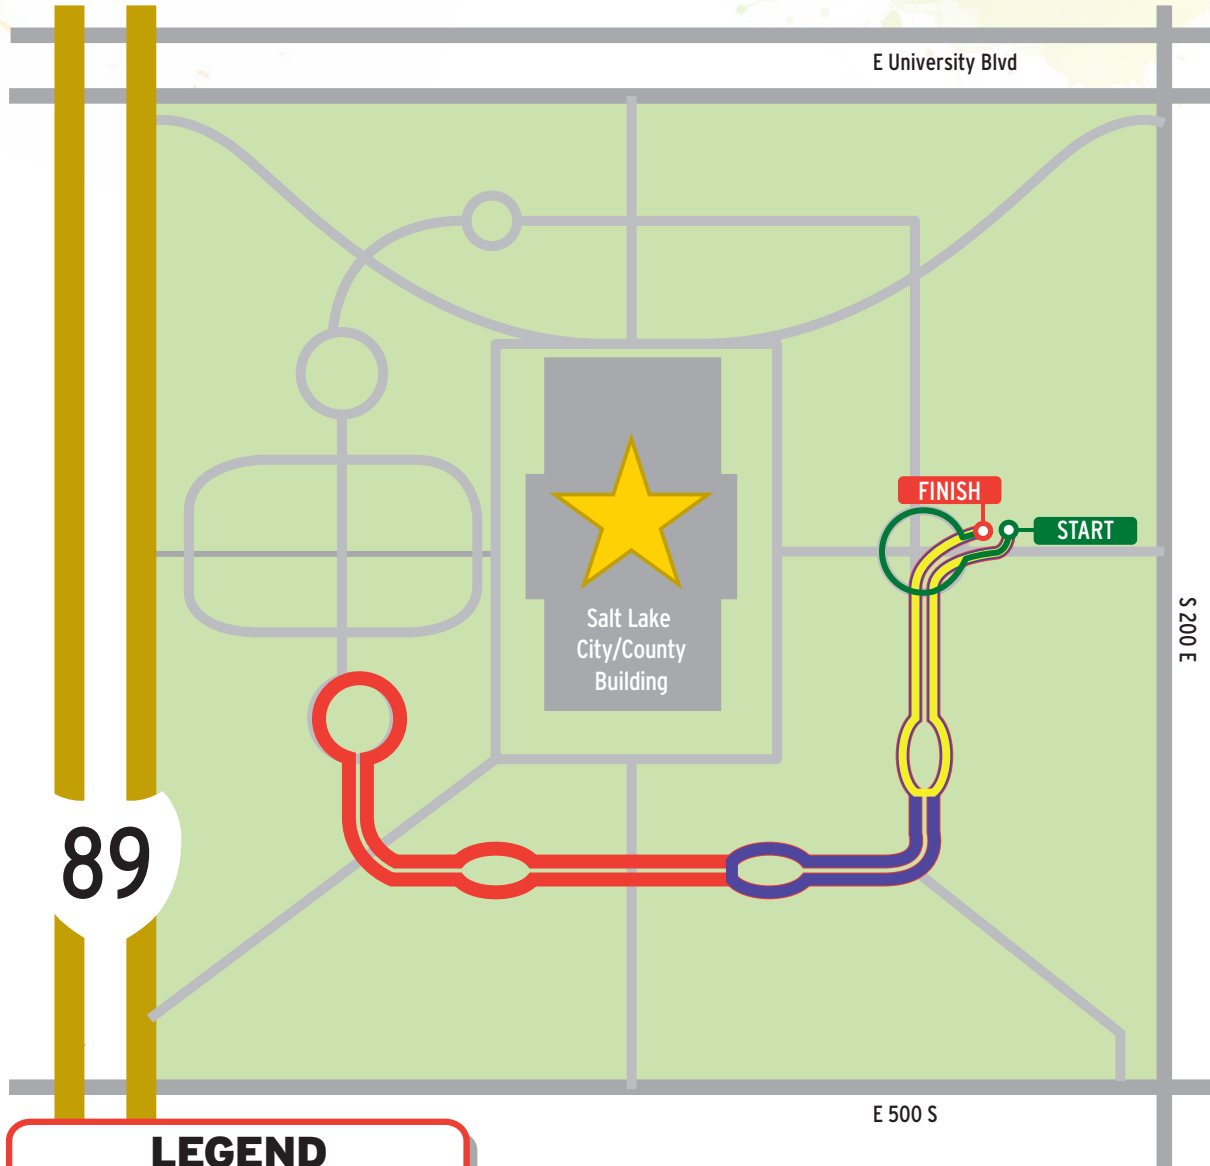 E University Blvd
FINISH
START
S 200 E
Salt Lake
City/County
Building
89
E 500 S
LEGEND